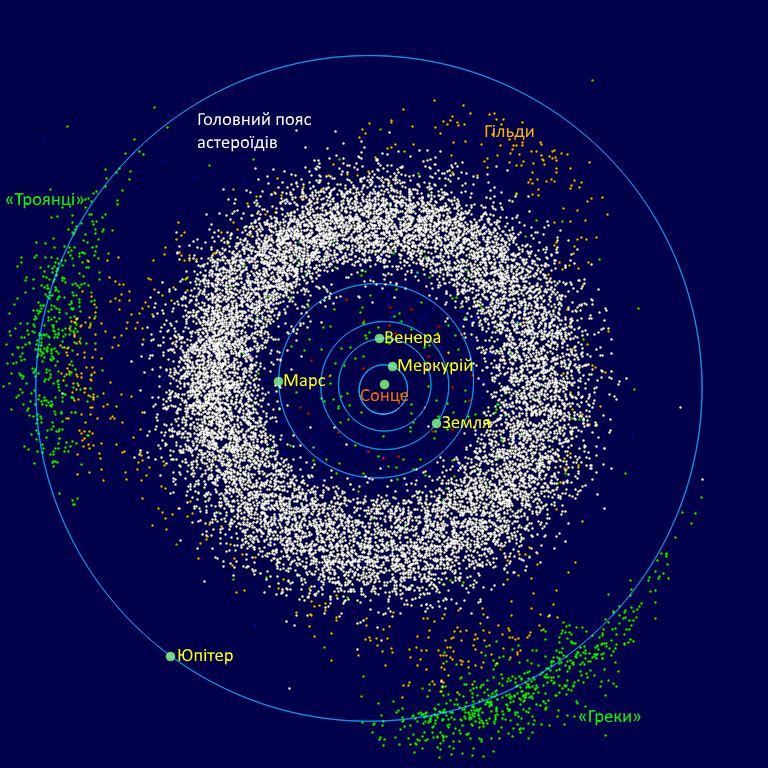 Головний пояс
астероїдів
Гільди
«Троянці»
Венера
Меркурій
Марс
Сонце
Земля
Юпітер
«Греки»